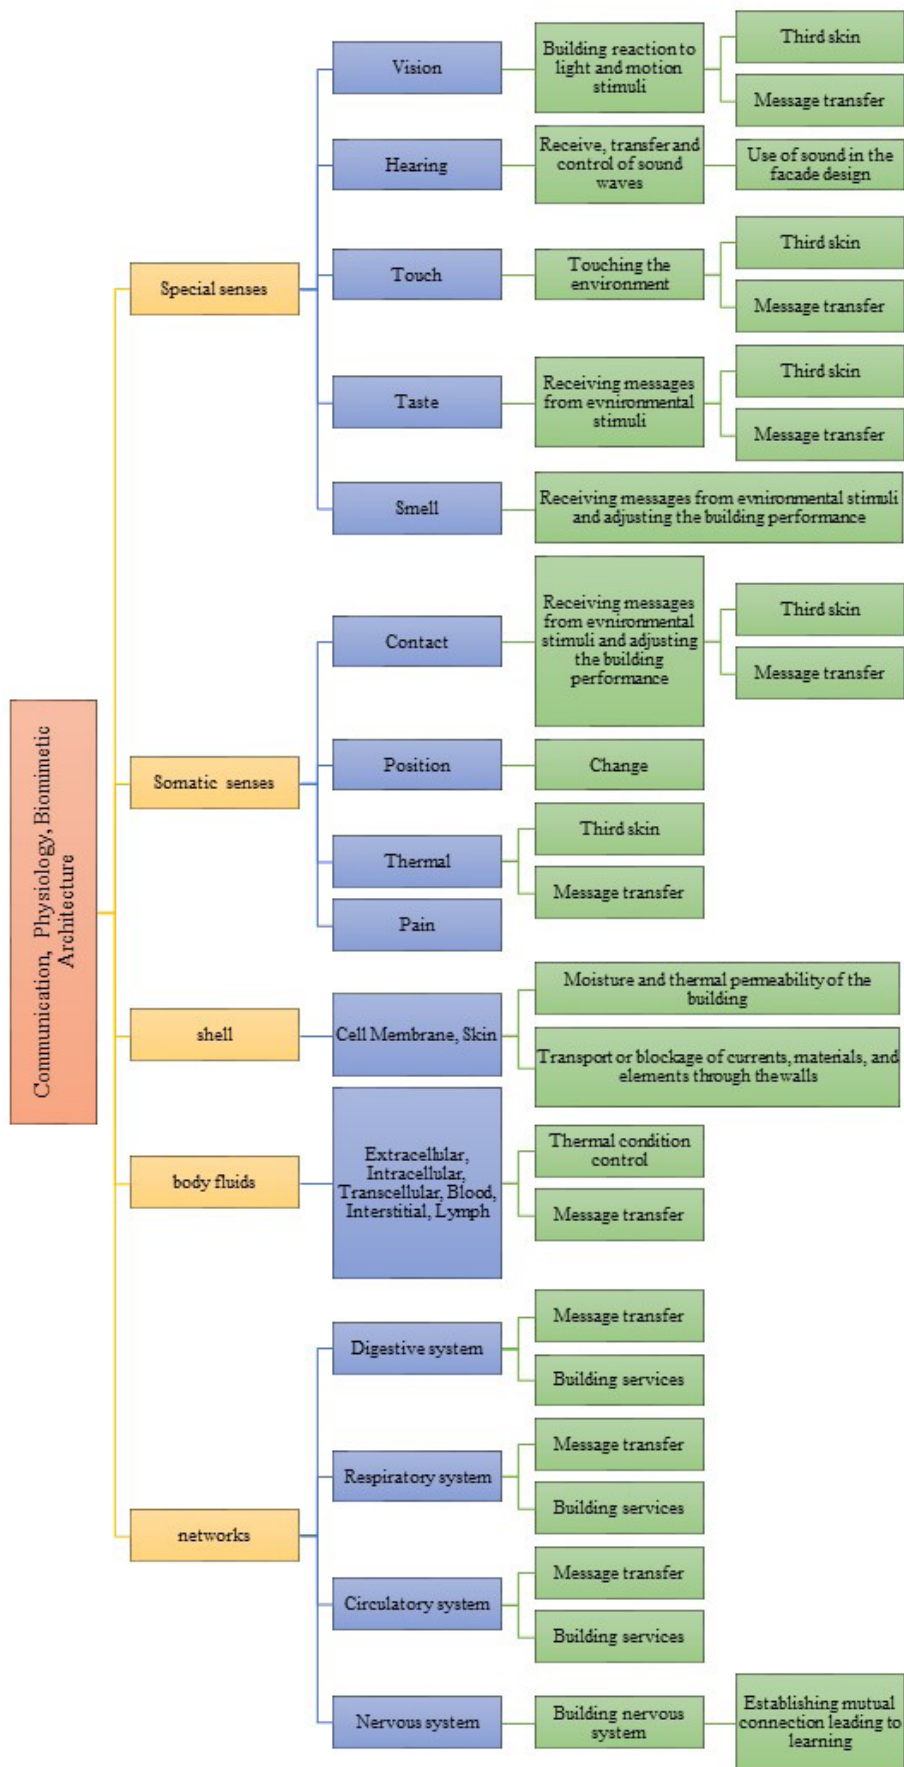 Communication, Physiology, Biomimetic
Architecture
Special senses
Vision
Building reaction to
light and motion
stimuli
Third skin
Message transfer
Hearing
Receive, transfer and
control of sound
waves
Use of sound in the
facade design
Touch
Touching the
environment
Third skin
Message transfer
Taste
Receiving messages
from evnironmental
stimuli
Third skin
Message transfer
Smell
Receiving messages from evnironmental stimuli
and adjusting the building performance
Somatic senses
Contact
Receiving messages
from evnironmental
stimuli and adjusting
the building
performance
Third skin
Message transfer
Position
Change
Thermal
Third skin
Message transfer
Pain
shell
Cell Membrane, Skin
Moisture and thermal permeability of the
building
Transport or blockage of currents, materials, and
elements through the walls
body fluids
Extracellular,
Intracellular,
Transcellular, Blood,
Interstitial, Lymph
Thermal condition
control
Message transfer
networks
Digestive system
Message transfer
Building services
Respiratory system
Message transfer
Building services
Circulatory system
Message transfer
Building services
Nervous system
Building nervous
system
Establishing mutual
connection leading to
learning